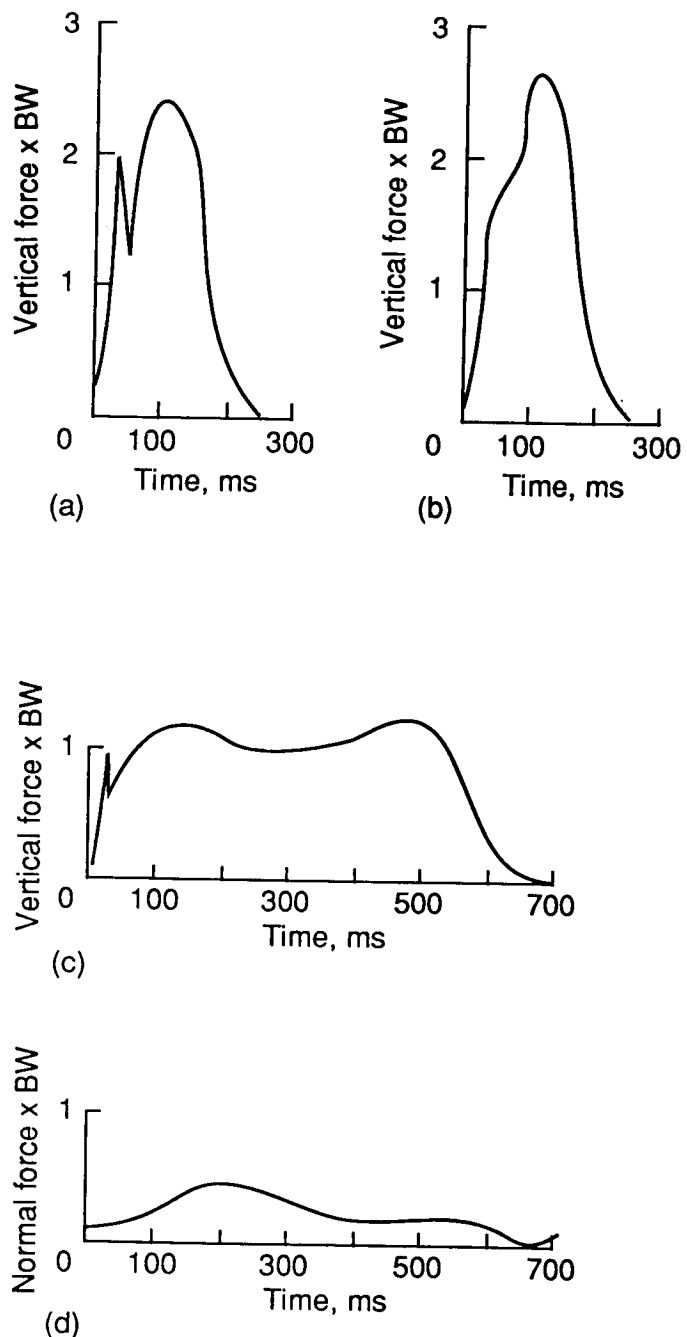 3
2
1
0
Vertical force x BW
100
300
Time, ms
(a)
3
2
1
0
Vertical force x BW
100
300
Time, ms
(b)
1
0
Vertical force x BW
100
300
500
700
Time, ms
(c)
1
0
Normal force x BW
100
300
500
700
Time, ms
(d)